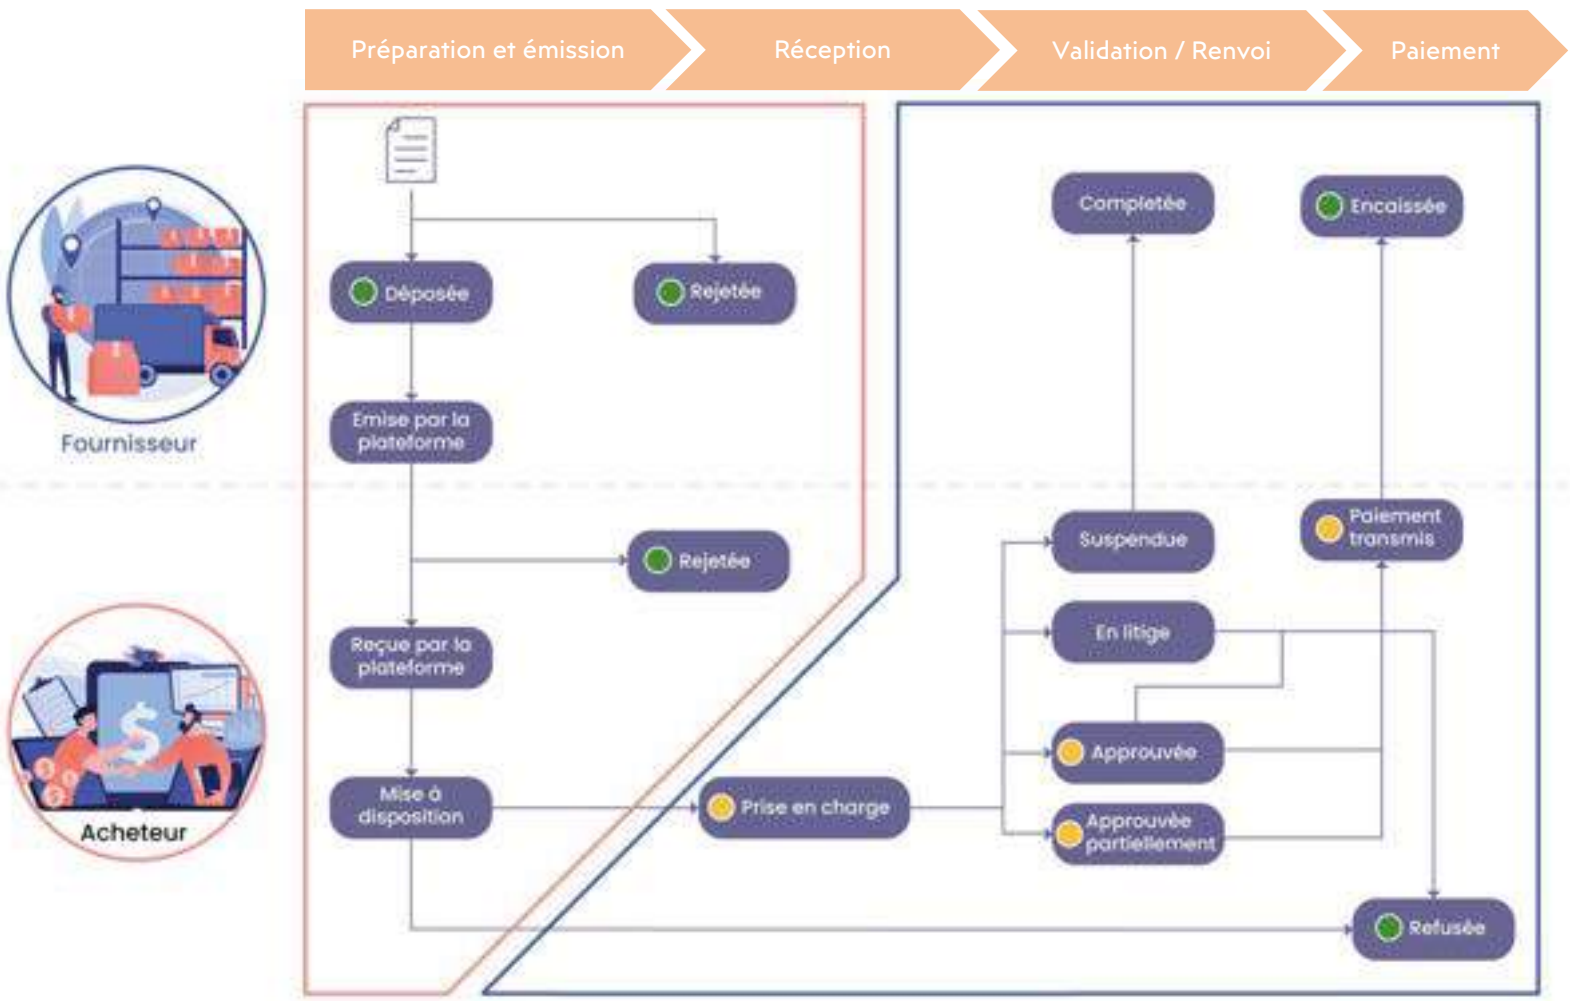 Préparation et émission
Réception
Validation / Renvoi
Paiement
Complétée
Encaissée
Déposée
Rejetée
Emise par la
plateforme
Fournisseur
Paiement
transmis
Suspendue
Rejetée
En litige
Reçue par la
plateforme
Approuvée
Mise à
disposition
Prise en charge
Approuvée
partiellement
Acheteur
Refusée